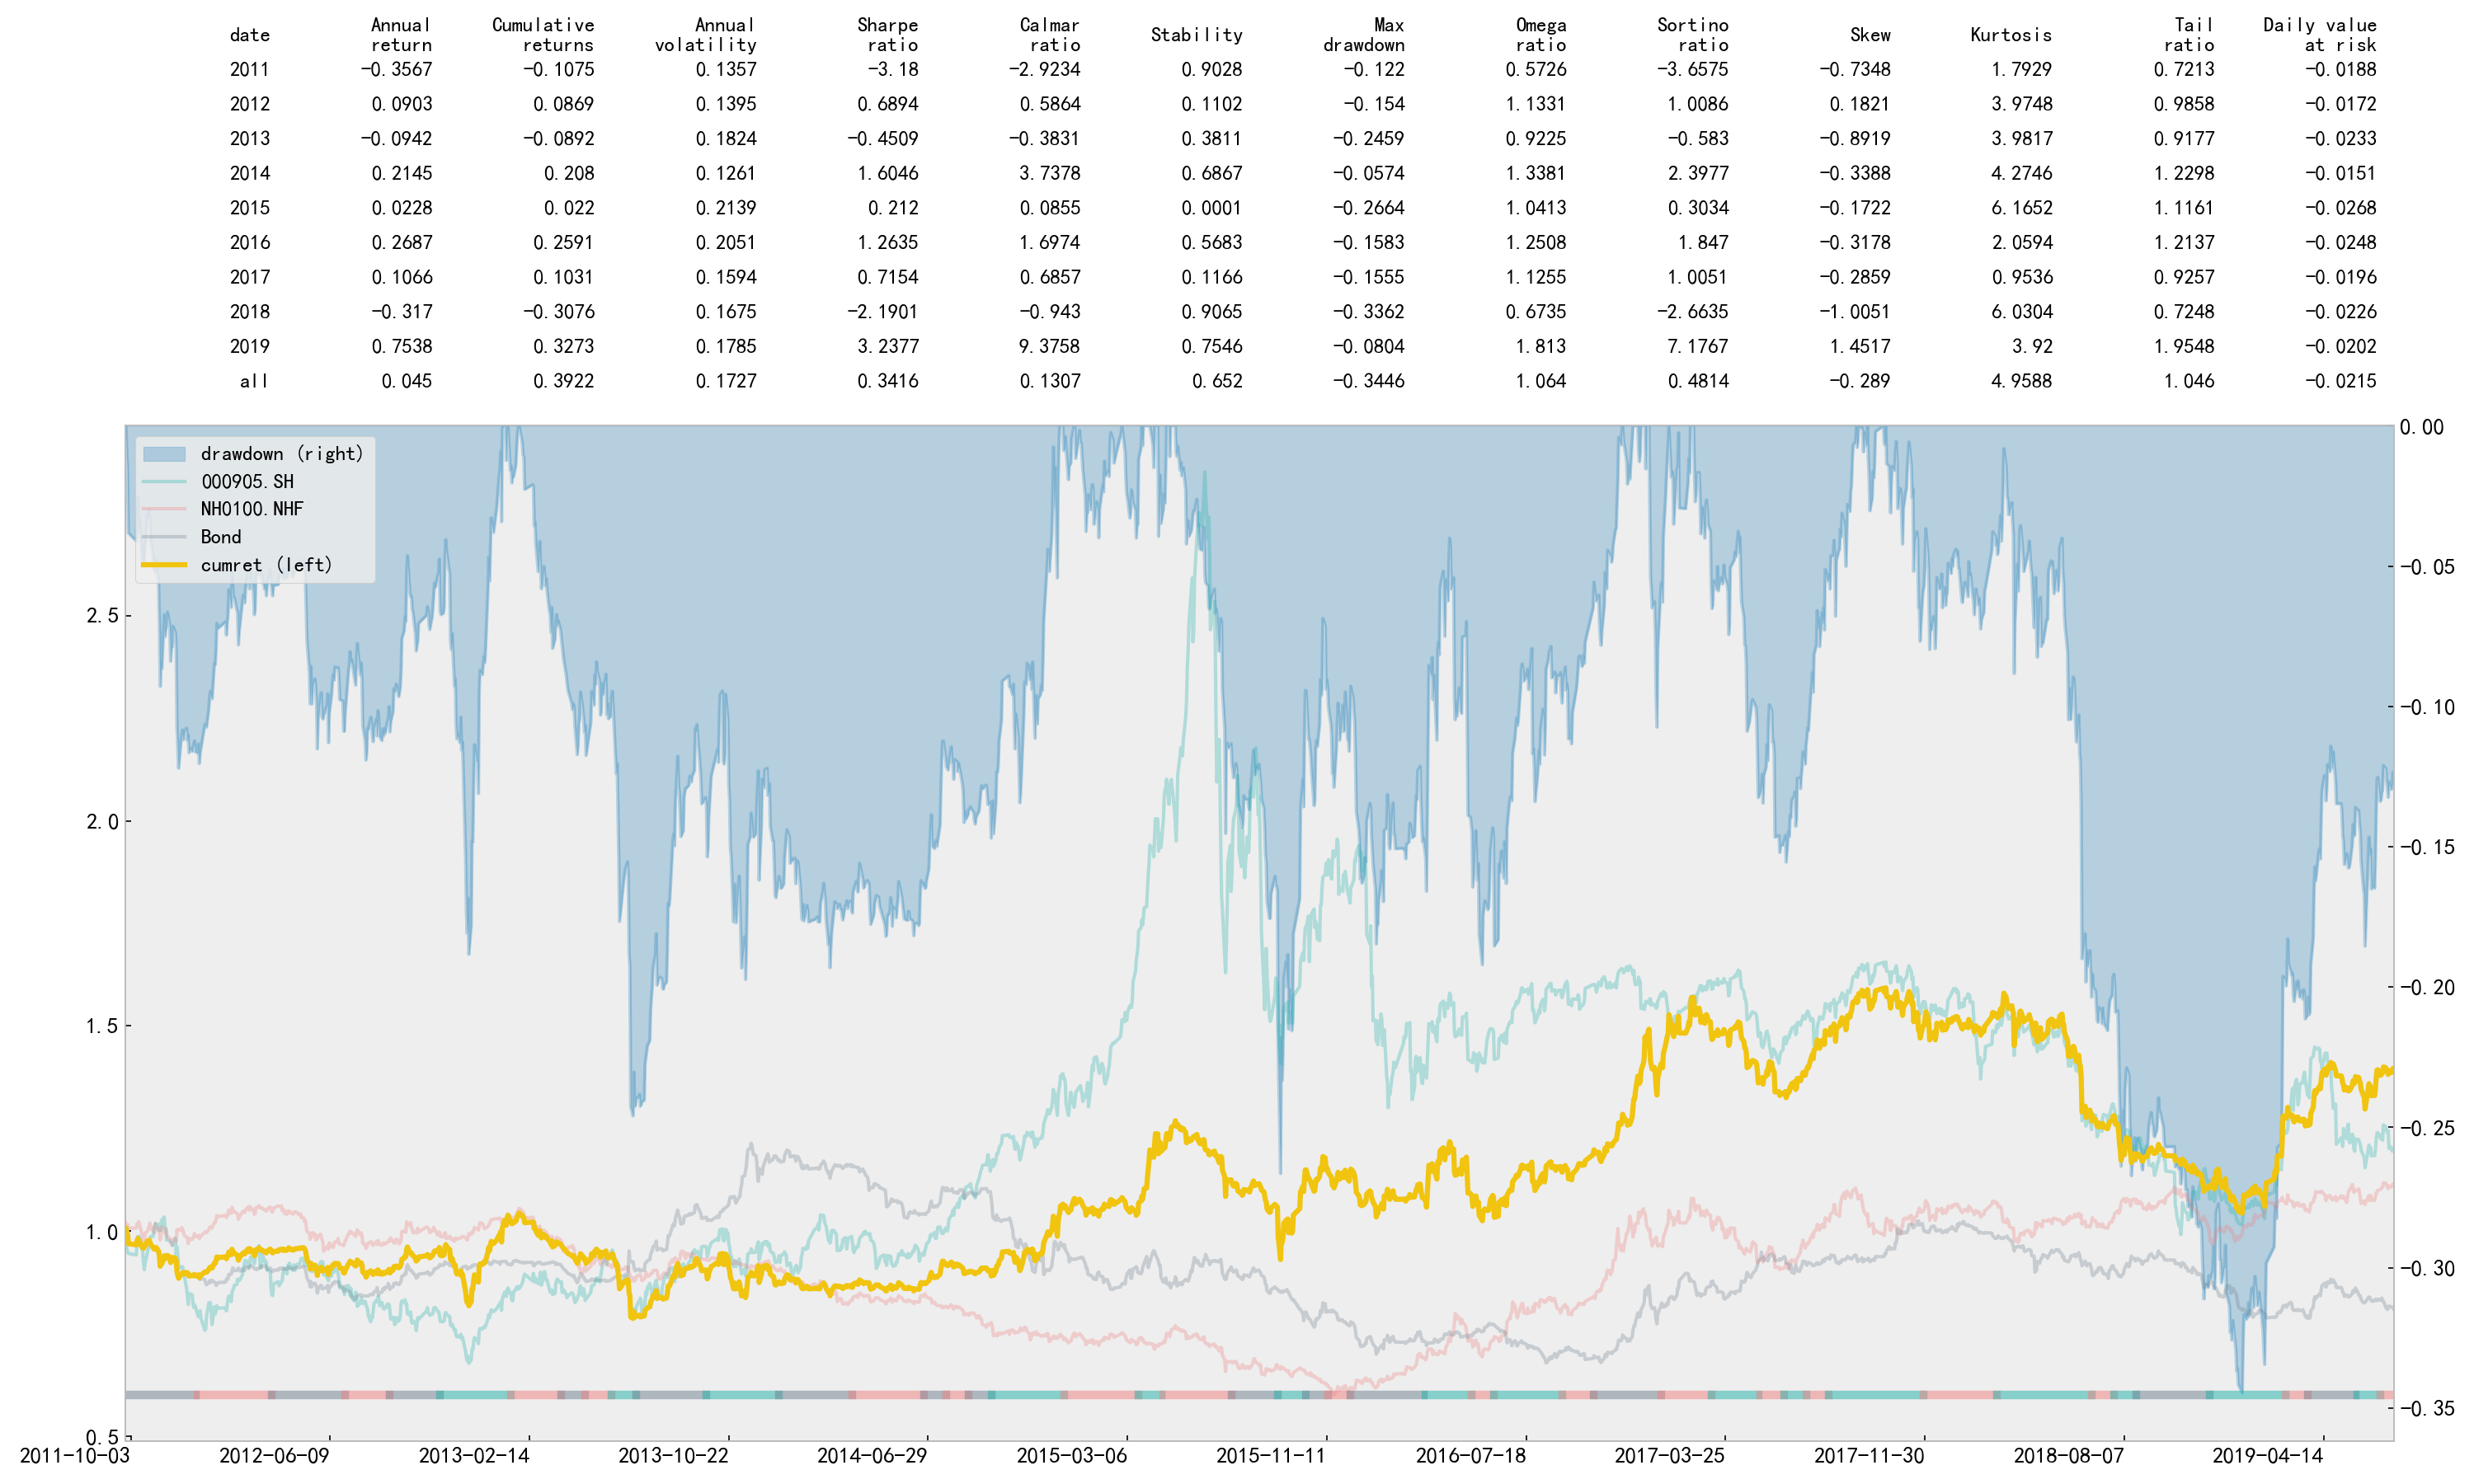 date Annual return Cumulative returns Annual volatility Sharpe ratio Calmar ratio Stability Max drawdown Omega ratio Sortino ratio Skew Kurtosis Tail ratio Daily value at risk
2011 -0.3567 -0.1075 0.1357 -3.18 -2.9234 0.9028 -0.122 0.5726 -3.6575 -0.7348 1.7929 0.7213 -0.0188
2012 0.0903 0.0869 0.1395 0.6894 0.5864 0.1102 -0.154 1.1331 1.0086 0.1821 3.9748 0.9858 -0.0172
2013 -0.0942 -0.0892 0.1824 -0.4509 -0.3831 0.3811 -0.2459 0.9225 -0.583 -0.8919 3.9817 0.9177 -0.0233
2014 0.2145 0.208 0.1261 1.6046 3.7378 0.6867 -0.0574 1.3381 2.3977 -0.3388 4.2746 1.2298 -0.0151
2015 0.0228 0.022 0.2139 0.212 0.0855 0.0001 -0.2664 1.0413 0.3034 -0.1722 6.1652 1.1161 -0.0268
2016 0.2687 0.2591 0.2051 1.2635 1.6974 0.5683 -0.1583 1.2508 1.847 -0.3178 2.0594 1.2137 -0.0248
2017 0.1066 0.1031 0.1594 0.7154 0.6857 0.1166 -0.1555 1.1255 1.0051 -0.2859 0.9536 0.9257 -0.0196
2018 -0.317 -0.3076 0.1675 -2.1901 -0.943 0.9065 -0.3362 0.6735 -2.6635 -1.0051 6.0304 0.7248 -0.0226
2019 0.7538 0.3273 0.1785 3.2377 9.3758 0.7546 -0.0804 1.813 7.1767 1.4517 3.92 1.9548 -0.0202
all 0.045 0.3922 0.1727 0.3416 0.1307 0.652 -0.3446 1.064 0.4814 -0.289 4.9588 1.046 -0.0215
drawdown (right)
000905.SH
NH0100.NHF
Bond
cumret (left)
2.5
2.0
1.5
1.0
0.5
0.00
-0.05
-0.10
-0.15
-0.20
-0.25
-0.30
-0.35
2011-10-03 2012-06-09 2013-02-14 2013-10-22 2014-06-29 2015-03-06 2015-11-11 2016-07-18 2017-03-25 2017-11-30 2018-08-07 2019-04-14